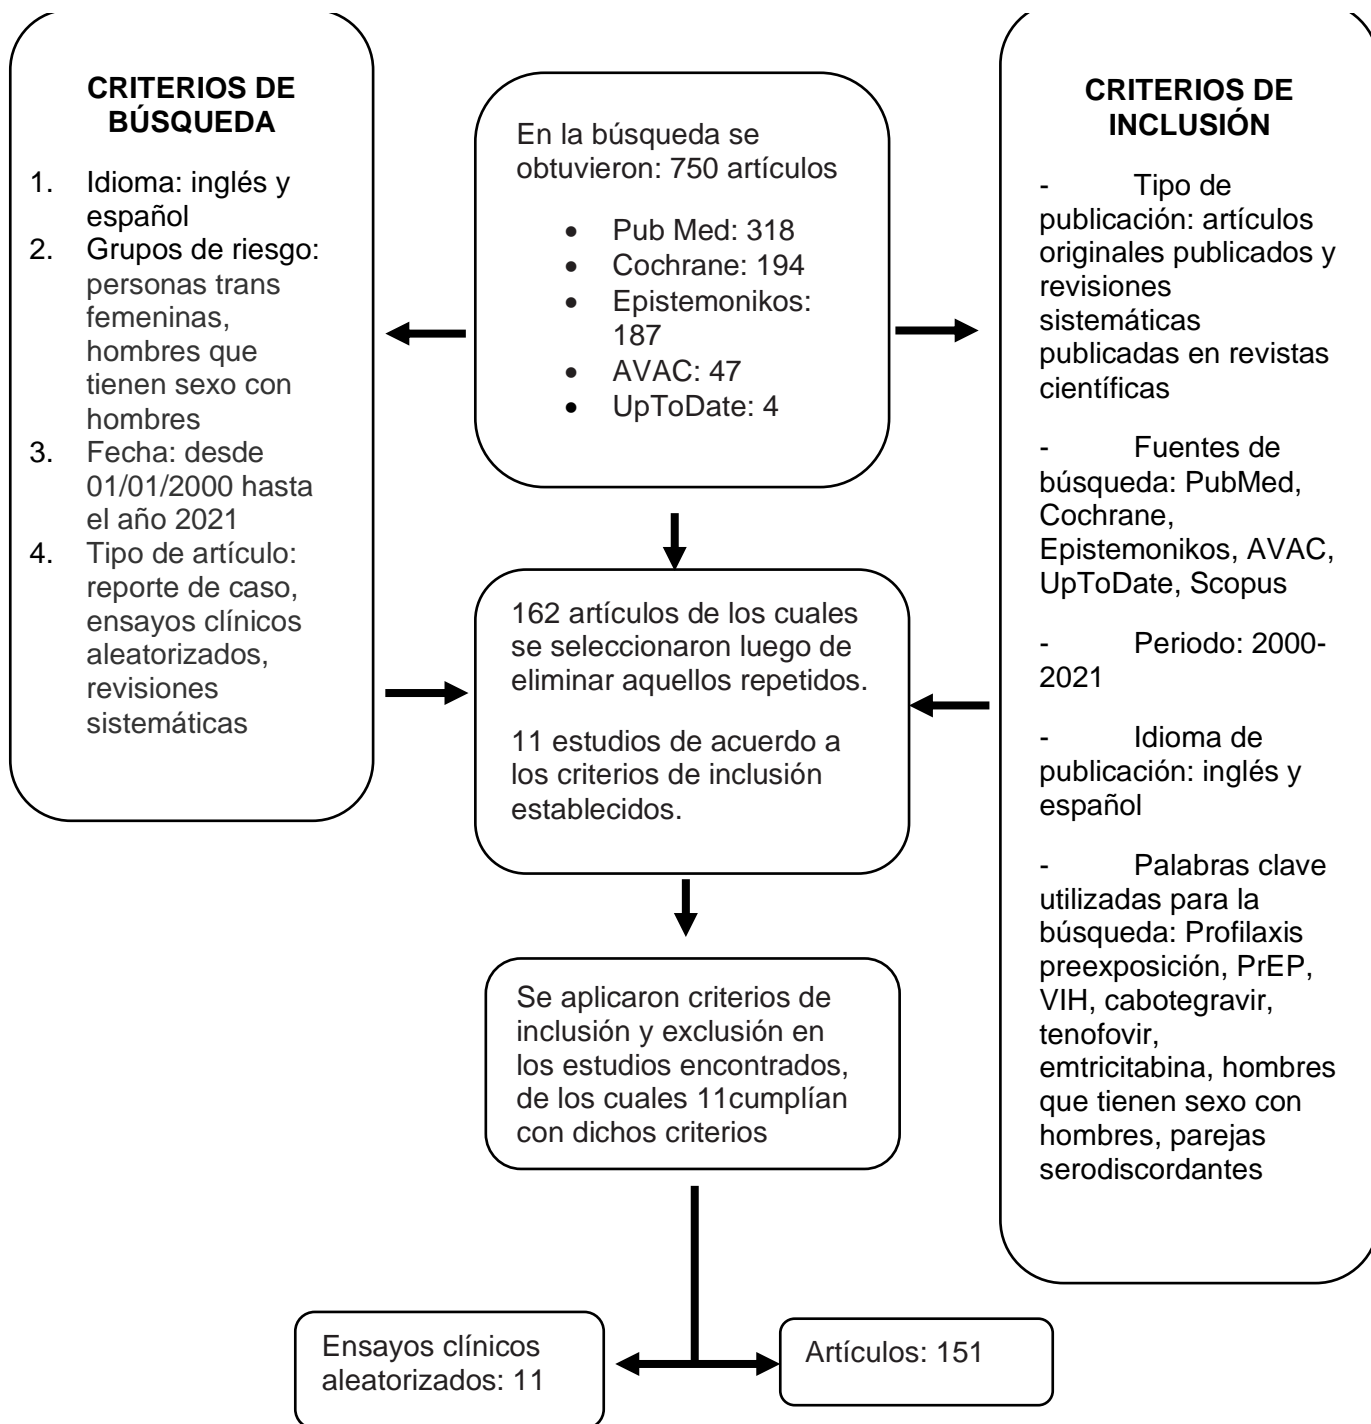 CRITERIOS DE
BÚSQUEDA
1. Idioma: inglés y
español
2. Grupos de riesgo:
personas trans
femeninas,
hombres que
tienen sexo con
hombres
3. Fecha: desde
01/01/2000 hasta
el año 2021
4. Tipo de artículo:
reporte de caso,
ensayos clínicos
aleatorizados,
revisiones
sistemáticas
En la búsqueda se
obtuvieron: 750 artículos
• Pub Med: 318
• Cochrane: 194
• Epistemonikos:
187
• AVAC: 47
• UpToDate: 4
CRITERIOS DE
INCLUSIÓN
- Tipo de
publicación: artículos
originales publicados y
revisiones
sistemáticas
publicadas en revistas
científicas
- Fuentes de
búsqueda: PubMed,
Cochrane,
Epistemonikos, AVAC,
UpToDate, Scopus
- Periodo: 2000-
2021
- Idioma de
publicación: inglés y
español
- Palabras clave
utilizadas para la
búsqueda: Profilaxis
preexposición, PrEP,
VIH, cabotegravir,
tenofovir,
emtricitabina, hombres
que tienen sexo con
hombres, parejas
serodiscordantes
162 artículos de los cuales
se seleccionaron luego de
eliminar aquellos repetidos.
11 estudios de acuerdo a
los criterios de inclusión
establecidos.
Se aplicaron criterios de
inclusión y exclusión en
los estudios encontrados,
de los cuales 11cumplían
con dichos criterios
Ensayos clínicos
aleatorizados: 11
Artículos: 151